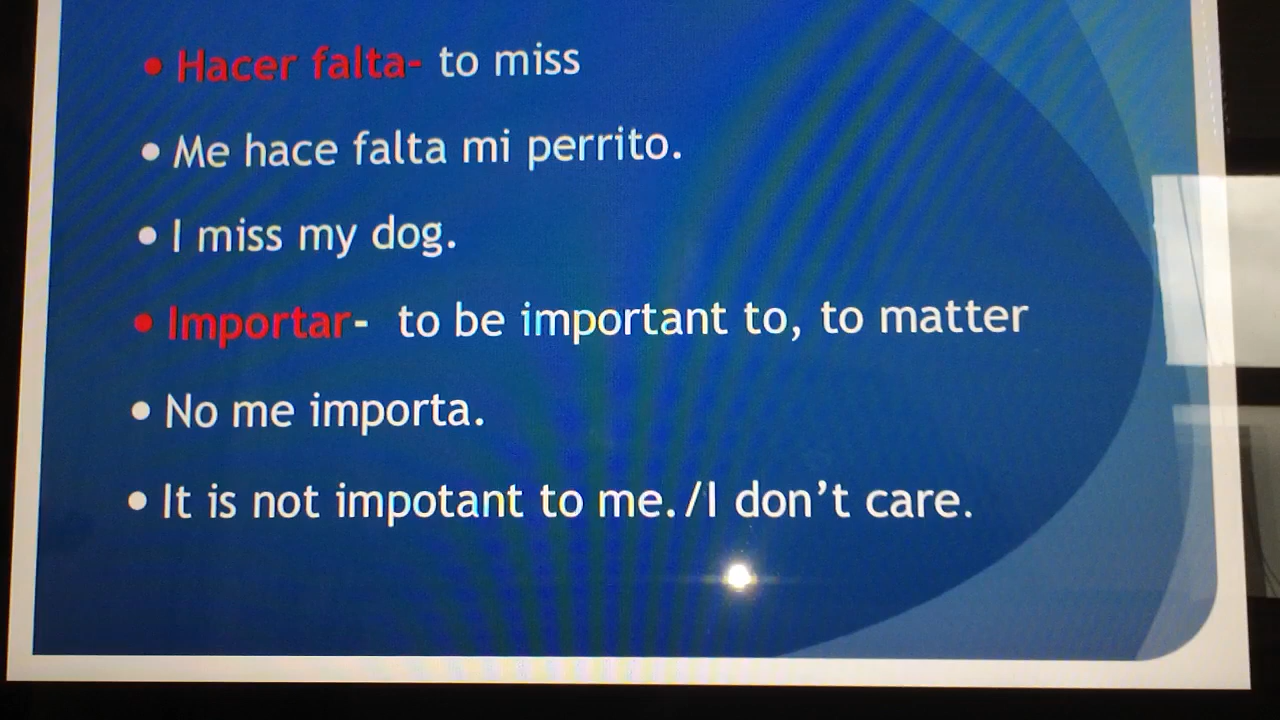 • Hacer falta- to miss
• Me hace falta mi perrito.
• I miss my dog.
• Importar- to be important to, to matter
• No me importa.
• It is not impotant to me./I don't care.